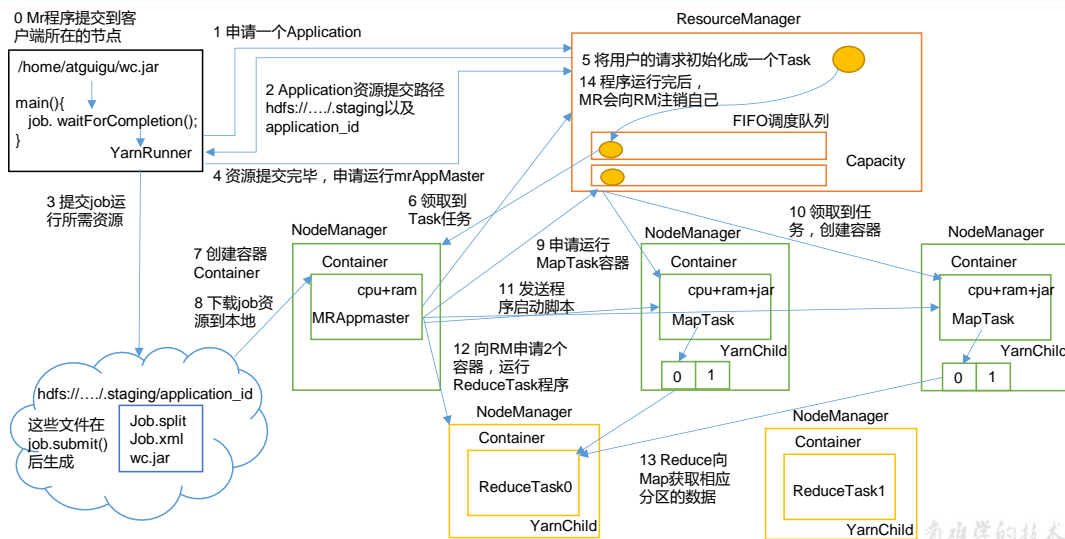 0 Mr程序提交到客
户端所在的节点
/home/atguigu/wc.jar
main(){
job. waitForCompletion();
}
YarnRunner
1 申请一个Application
2 Application资源提交路径
hdfs://…./.staging以及
application_id
4 资源提交完毕，申请运行mrAppMaster
3 提交job运
行所需资源
ResourceManager
5 将用户的请求初始化成一个Task
14 程序运行完后，
MR会向RM注销自己
FIFO调度队列
Capacity
6 领取到
Task任务
7 创建容器
Container
8 下载job资
源到本地
NodeManager
Container
cpu+ram
MRAppmaster
9 申请运行
MapTask容器
11 发送程
序启动脚本
NodeManager
Container
cpu+ram+jar
MapTask
YarnChild
0
1
10 领取到任
务，创建容器
NodeManager
Container
cpu+ram+jar
MapTask
YarnChild
0
1
12 向RM申请2个
容器，运行
ReduceTask程序
hdfs://…./.staging/application_id
这些文件在
job.submit()
后生成
Job.split
Job.xml
wc.jar
NodeManager
Container
ReduceTask0
YarnChild
13 Reduce向
Map获取相应
分区的数据
NodeManager
Container
ReduceTask1
YarnChild
有难学的技术